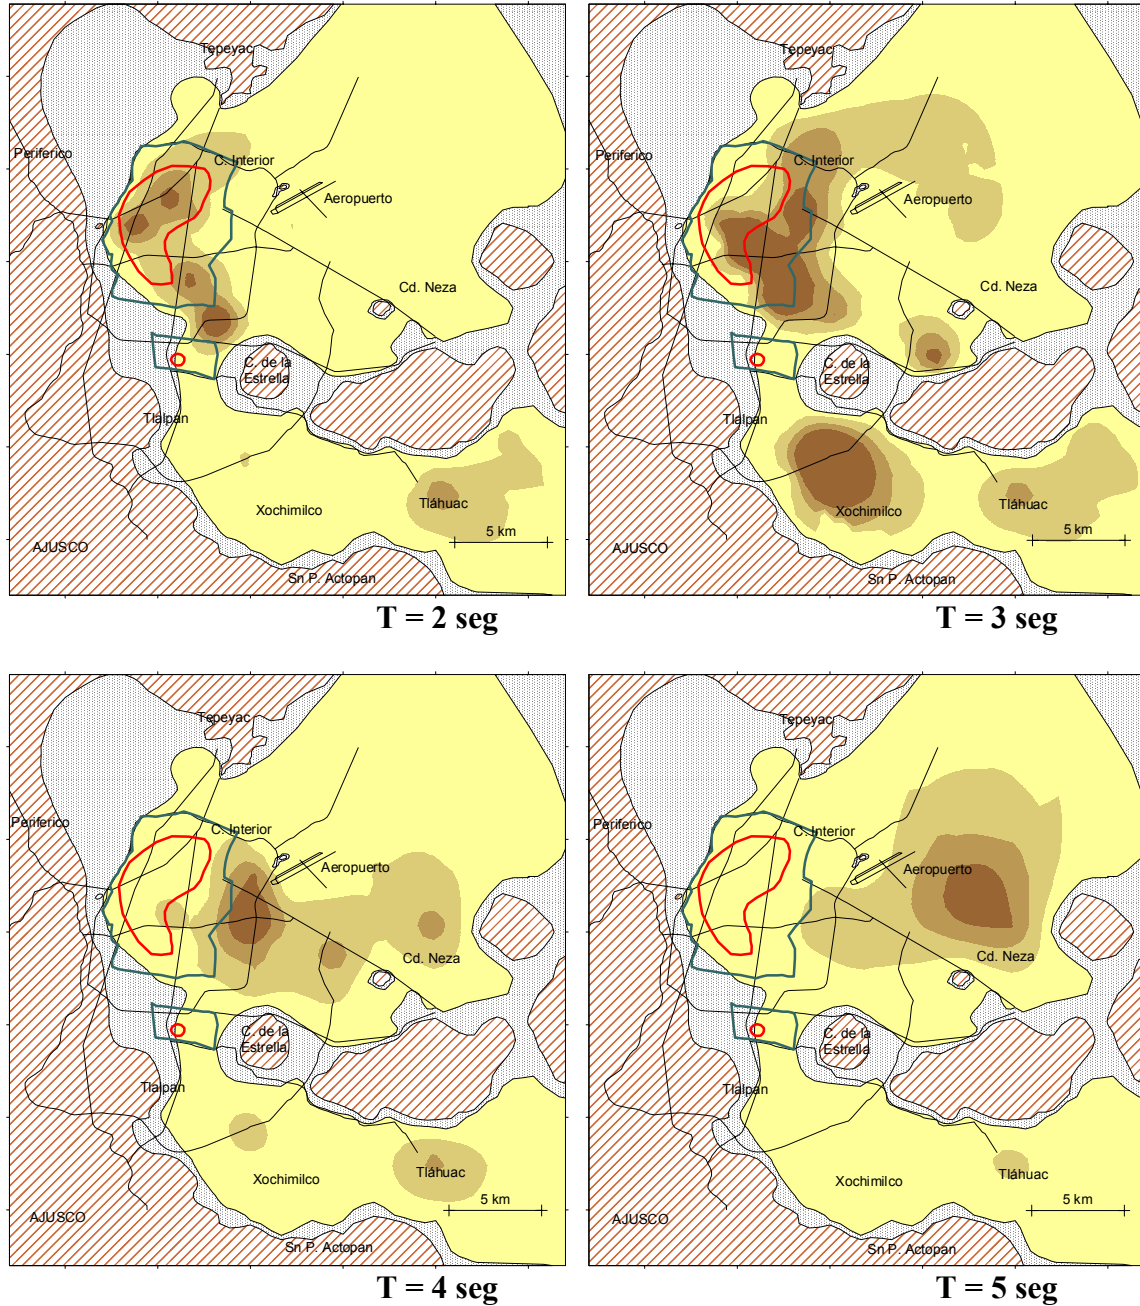 Tepeyac
Periferico
C. Interior
Aeropuerto
Cd. Neza
C. de la
Estrella
Tlalpan
Tláhuac
Xochimilco
5 km
AJUSCO
Sn P. Actopan
T = 2 seg
Tepeyac
Periferico
C. Interior
Aeropuerto
Cd. Neza
C. de la
Estrella
Tlalpan
Tláhuac
Xochimilco
5 km
AJUSCO
Sn P. Actopan
T = 3 seg
Tepeyac
Periferico
C. Interior
Aeropuerto
Cd. Neza
C. de la
Estrella
Tlalpan
Tláhuac
Xochimilco
5 km
AJUSCO
Sn P. Actopan
T = 4 seg
Tepeyac
Periferico
C. Interior
Aeropuerto
Cd. Neza
C. de la
Estrella
Tlalpan
Tláhuac
Xochimilco
5 km
AJUSCO
Sn P. Actopan
T = 5 seg